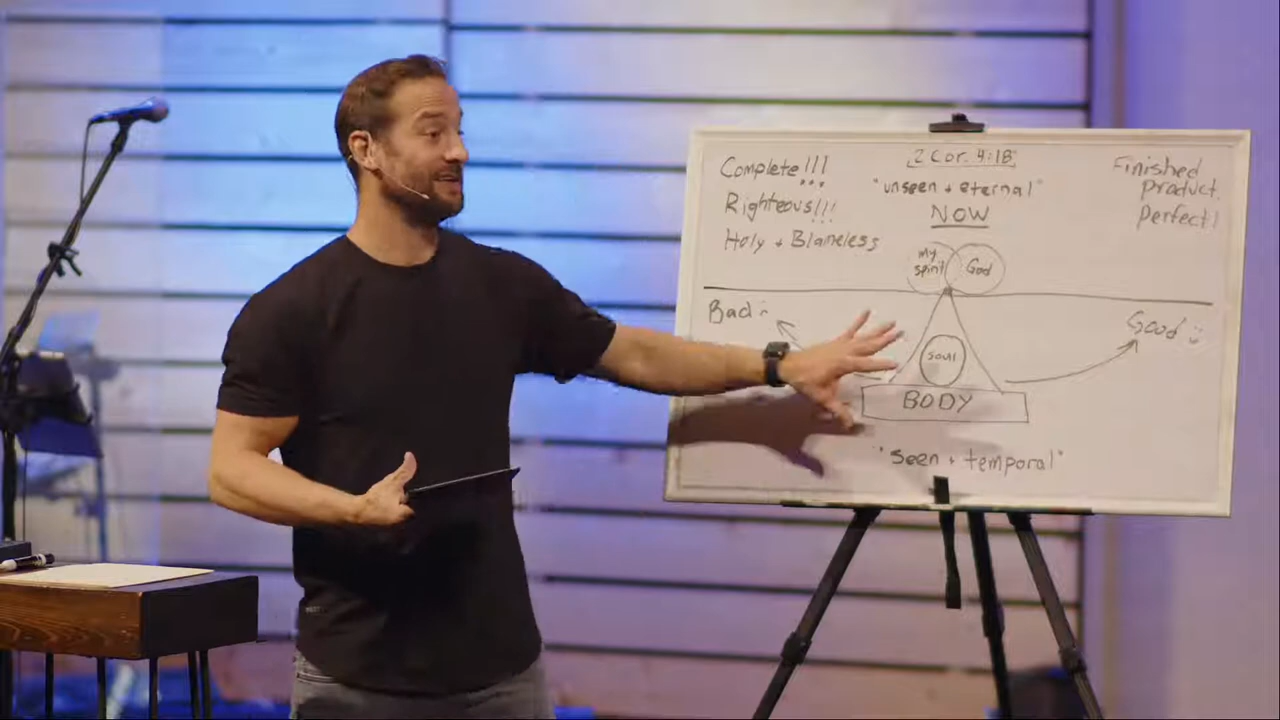 2 Cor. 4:18
"unseen + eternal"
NOW
Complete!!!
Righteous!!!
Holy + Blameless
Finished
Product.
Perfect!
my
spirit
God
Bad :(
Good :)
soul
BODY
"seen + temporal"